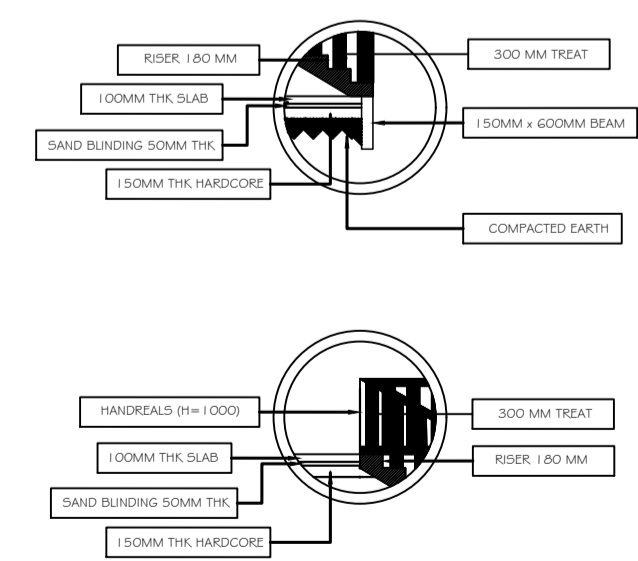 RISER 180 MM
300 MM TREAT
100MM THK SLAB
150MM x 600MM BEAM
SAND BLINDING 50MM THK
150MM THK HARDCORE
COMPACTED EARTH
HANDREALS (H=1000)
300 MM TREAT
100MM THK SLAB
RISER 180 MM
SAND BLINDING 50MM THK
150MM THK HARDCORE